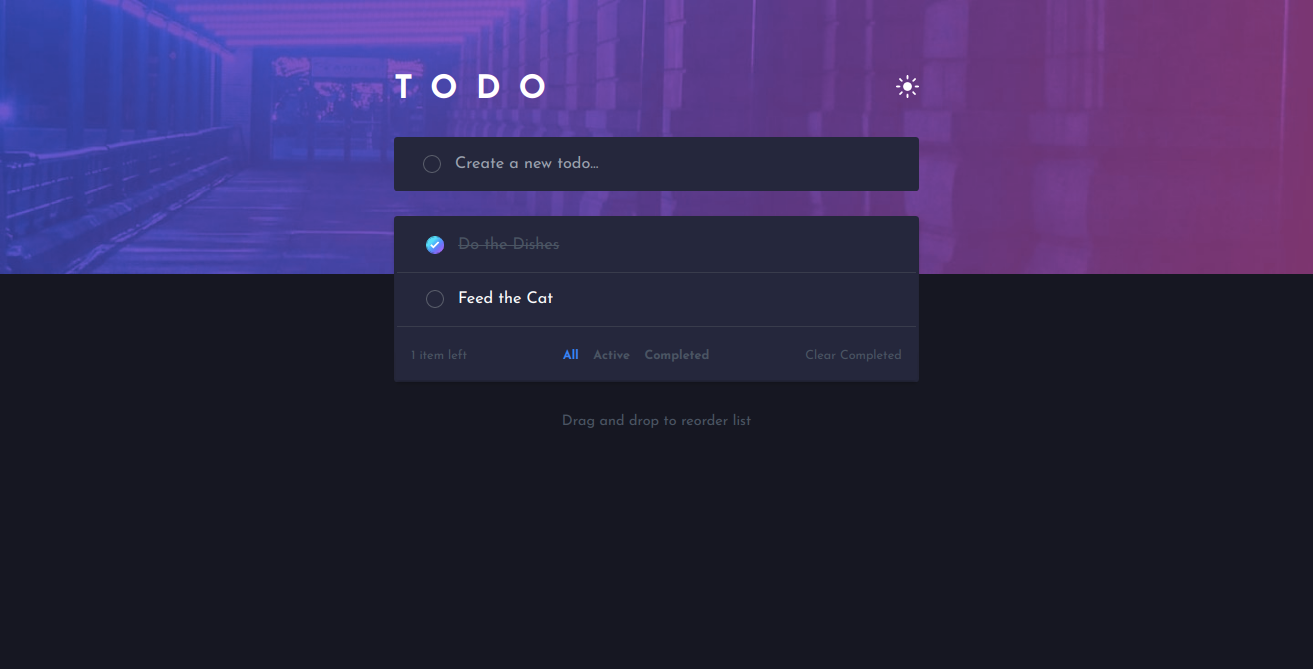 TODO
Create a new todo...
Do the Dishes
Feed the Cat
1 item left All Active Completed Clear Completed
Drag and drop to reorder list